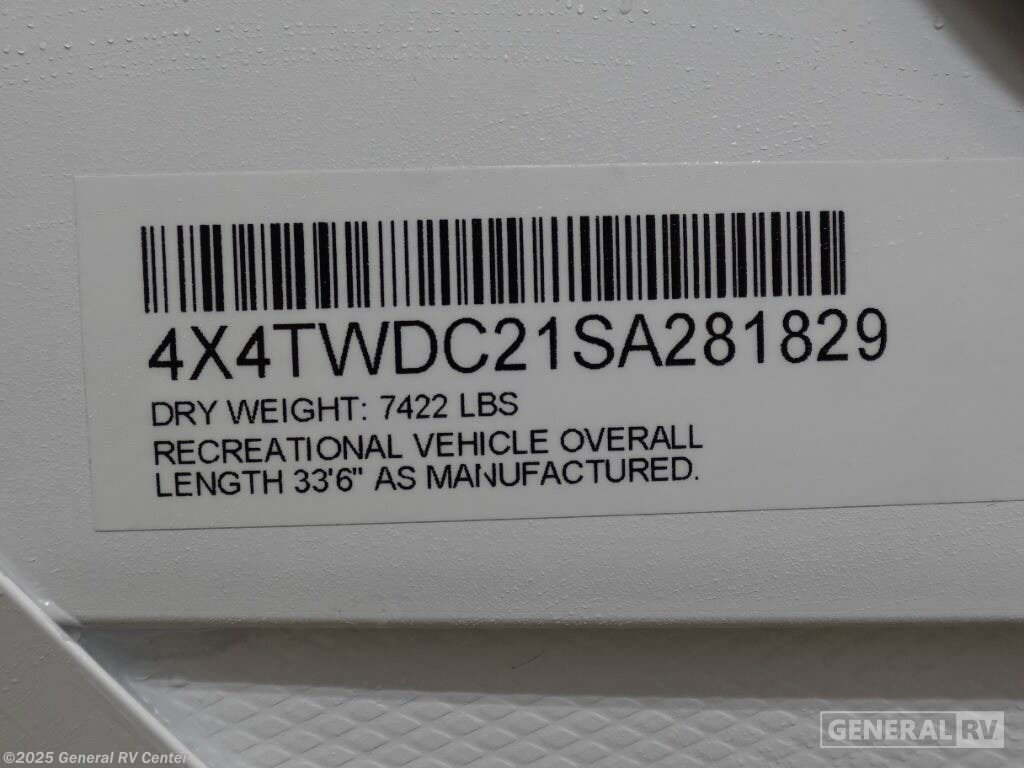 4X4TWDC21SA281829
DRY WEIGHT: 7422 LBS
RECREATIONAL VEHICLE OVERALL
LENGTH 33'6" AS MANUFACTURED.
GENERAL RV
©2025 General RV Center